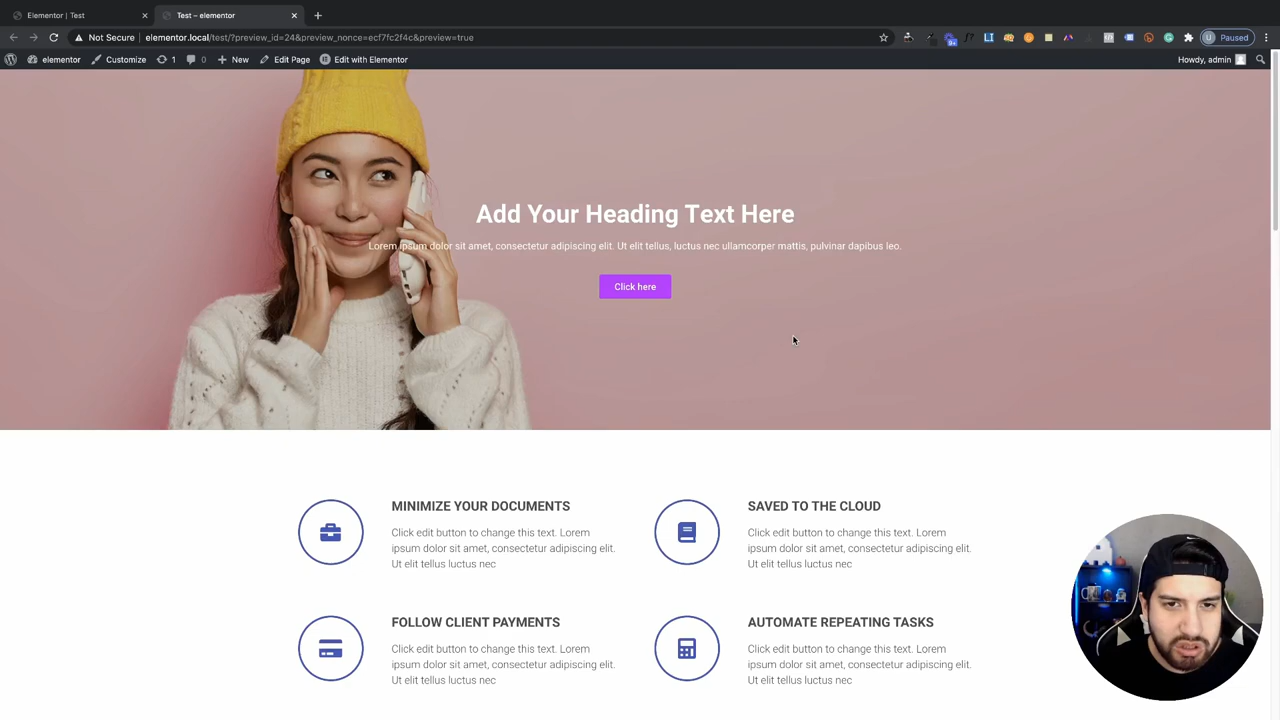 Elementor | Test
Test – elementor
Not Secure
elementor.local/test/?preview_id=24&preview_nonce=ecf7fc2f4c&preview=true
Paused
elementor
Customize
1
0
New
Edit Page
Edit with Elementor
Howdy, admin
Add Your Heading Text Here
Lorem ipsum dolor sit amet, consectetur adipiscing elit. Ut elit tellus, luctus nec ullamcorper mattis, pulvinar dapibus leo.
Click here
MINIMIZE YOUR DOCUMENTS
Click edit button to change this text. Lorem
ipsum dolor sit amet, consectetur adipiscing elit.
Ut elit tellus luctus nec
SAVED TO THE CLOUD
Click edit button to change this text. Lorem
ipsum dolor sit amet, consectetur adipiscing elit.
Ut elit tellus luctus nec
FOLLOW CLIENT PAYMENTS
Click edit button to change this text. Lorem
ipsum dolor sit amet, consectetur adipiscing elit.
Ut elit tellus luctus nec
AUTOMATE REPEATING TASKS
Click edit button to change this text. Lorem
ipsum dolor sit amet, consectetur adipiscing elit.
Ut elit tellus luctus nec